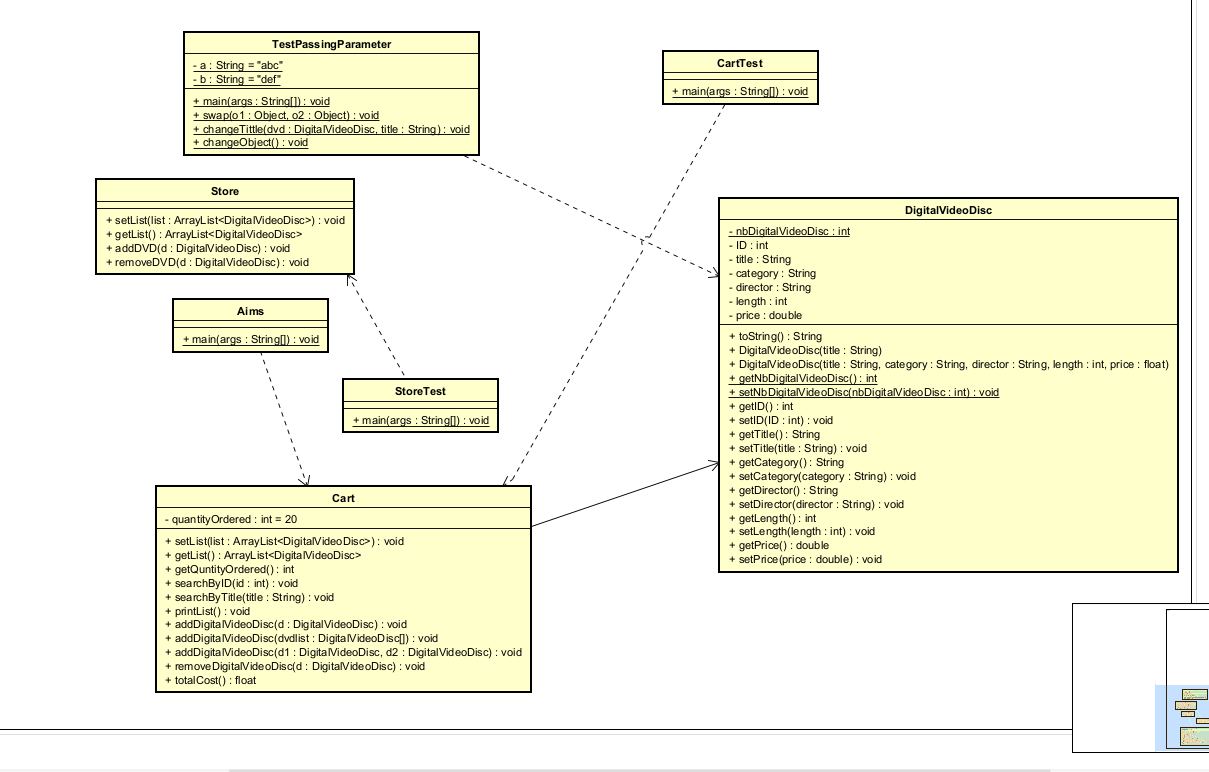 TestPassingParameter
- a : String = "abc"
- b : String = "def"
+ main(args : String[]) : void
+ swap(o1 : Object, o2 : Object) : void
+ changeTittle(dvd : DigitalVideoDisc, title : String) : void
+ changeObject() : void
CartTest
+ main(args : String[]) : void
Store
+ setList(list : ArrayList<DigitalVideoDisc>) : void
+ getList() : ArrayList<DigitalVideoDisc>
+ addDVD(d : DigitalVideoDisc) : void
+ removeDVD(d : DigitalVideoDisc) : void
DigitalVideoDisc
- nbDigitalVideoDisc : int
- ID : int
- title : String
- category : String
- director : String
- length : int
- price : double
+ toString() : String
+ DigitalVideoDisc(title : String)
+ DigitalVideoDisc(title : String, category : String, director : String, length : int, price : float)
+ getNbDigitalVideoDisc() : int
+ setNbDigitalVideoDisc(nbDigitalVideoDisc : int) : void
+ getID() : int
+ setID(ID : int) : void
+ getTitle() : String
+ setTitle(title : String) : void
+ getCategory() : String
+ setCategory(category : String) : void
+ getDirector() : String
+ setDirector(director : String) : void
+ getLength() : int
+ setLength(length : int) : void
+ getPrice() : double
+ setPrice(price : double) : void
Aims
+ main(args : String[]) : void
StoreTest
+ main(args : String[]) : void
Cart
- quantityOrdered : int = 20
+ setList(list : ArrayList<DigitalVideoDisc>) : void
+ getList() : ArrayList<DigitalVideoDisc>
+ getQuntityOrdered() : int
+ searchByID(id : int) : void
+ searchByTitle(title : String) : void
+ printList() : void
+ addDigitalVideoDisc(d : DigitalVideoDisc) : void
+ addDigitalVideoDisc(dvdlist : DigitalVideoDisc[]) : void
+ addDigitalVideoDisc(d1 : DigitalVideoDisc, d2 : DigitalVideoDisc) : void
+ removeDigitalVideoDisc(d : DigitalVideoDisc) : void
+ totalCost() : float